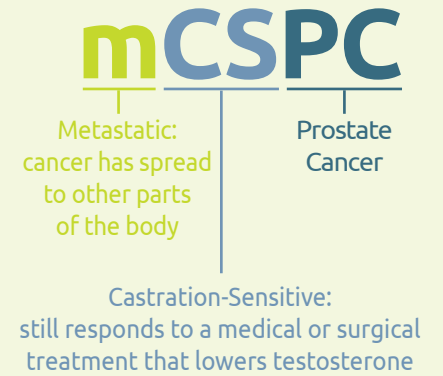 mCSPC
Metastatic:
cancer has spread
to other parts
of the body
Prostate
Cancer
Castration-Sensitive:
still responds to a medical or surgical
treatment that lowers testosterone